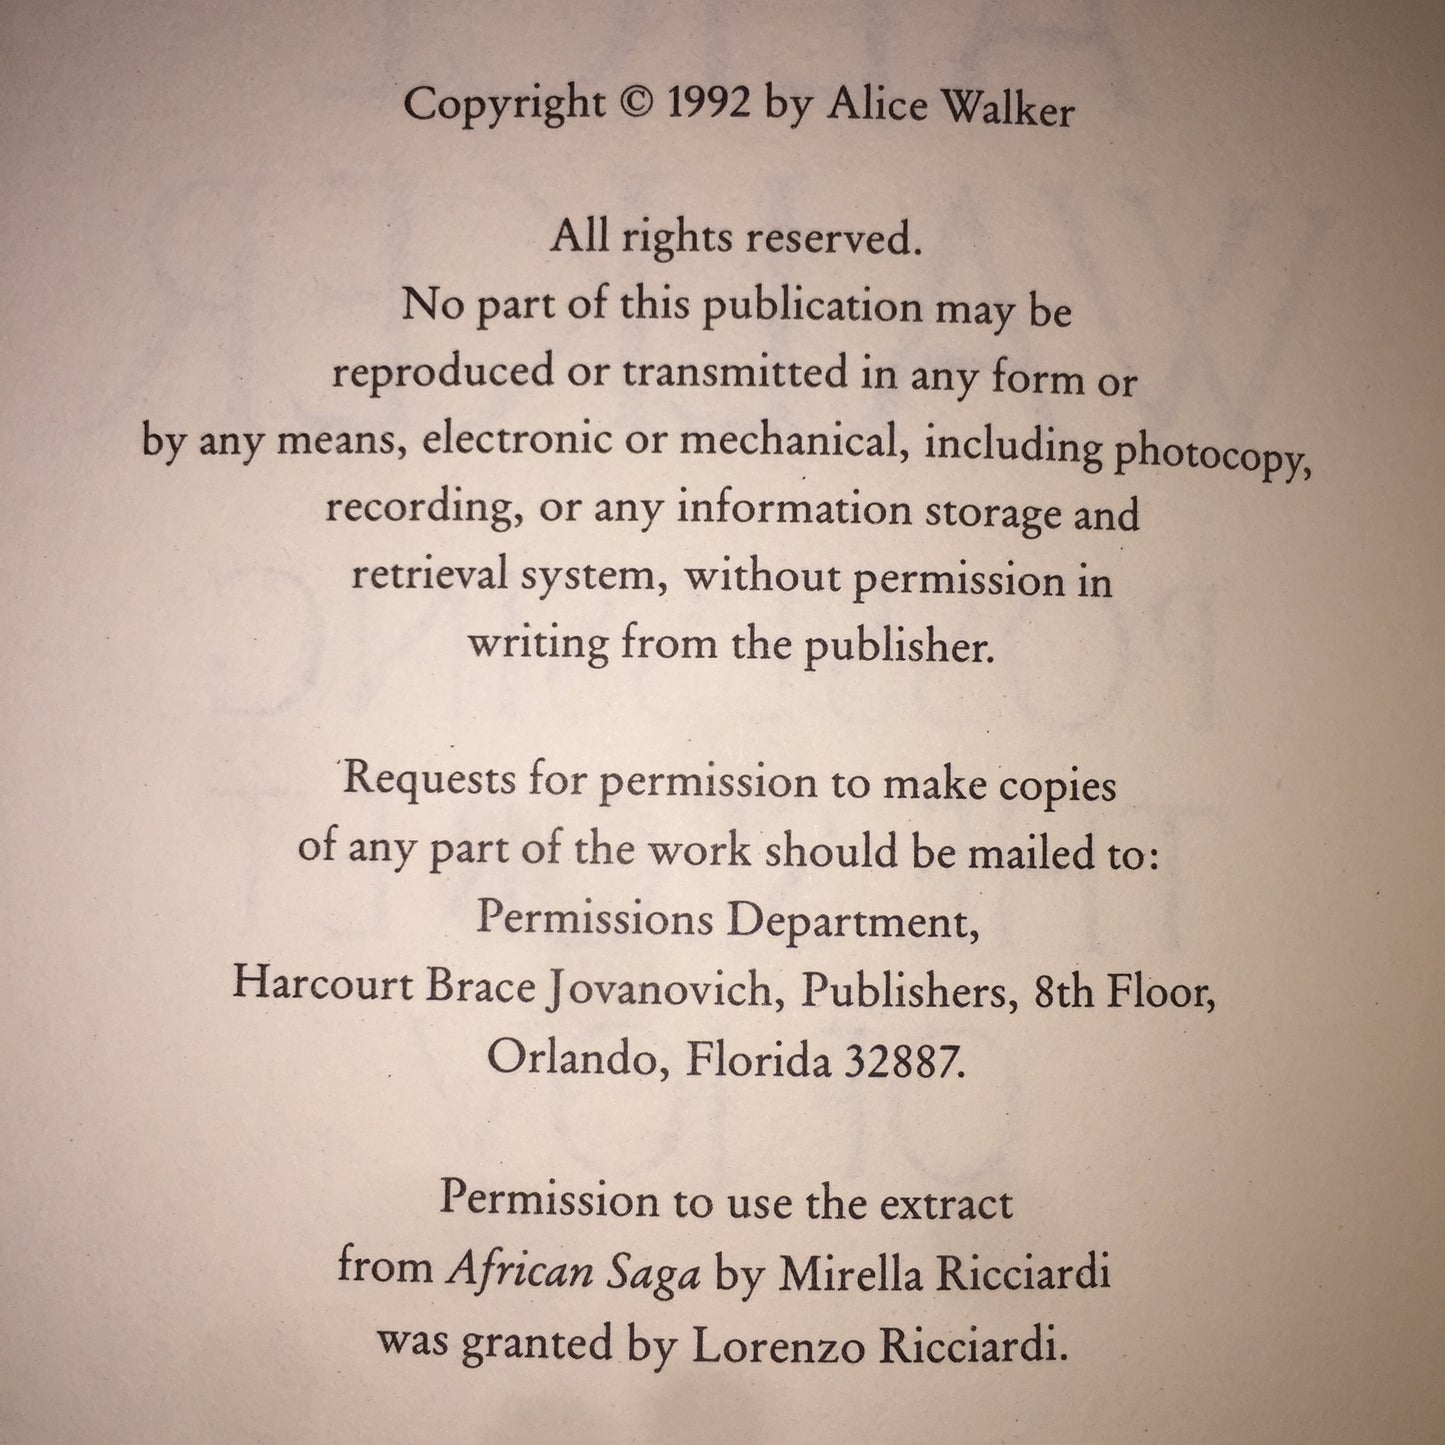 Copyright © 1992 by Alice Walker
All rights reserved.
No part of this publication may be
reproduced or transmitted in any form or
by any means, electronic or mechanical, including photocopy,
recording, or any information storage and
retrieval system, without permission in
writing from the publisher.
Requests for permission to make copies
of any part of the work should be mailed to:
Permissions Department,
Harcourt Brace Jovanovich, Publishers, 8th Floor,
Orlando, Florida 32887.
Permission to use the extract
from African Saga by Mirella Ricciardi
was granted by Lorenzo Ricciardi.